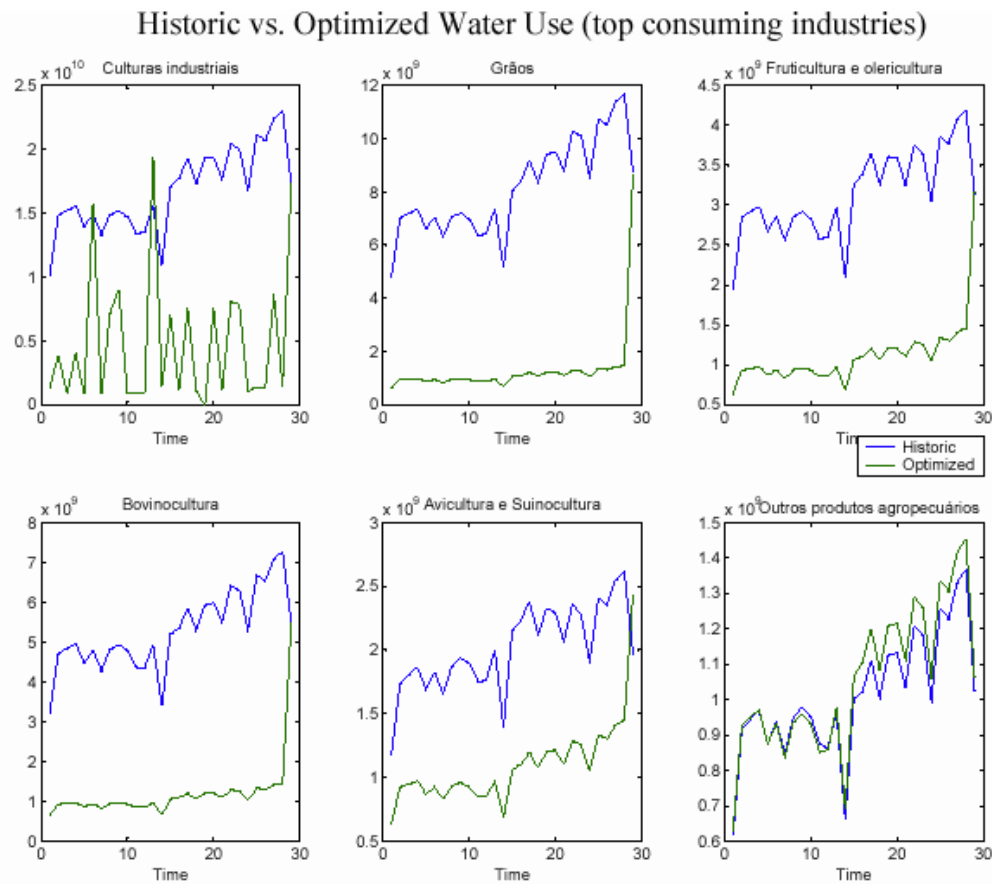 Historic vs. Optimized Water Use (top consuming industries)
x 10^10 Culturas industriais
2.5
2
1.5
1
0.5
0
0 10 20 30
Time
x 10^9 Grãos
12
10
8
6
4
2
0
0 10 20 30
Time
x 10^9 Fruticultura e olericultura
4.5
4
3.5
3
2.5
2
1.5
1
0.5
0 10 20 30
Time
Historic
Optimized
x 10^9 Bovinocultura
8
7
6
5
4
3
2
1
0
0 10 20 30
Time
x 10^9 Avicultura e Suinocultura
3
2.5
2
1.5
1
0.5
0 10 20 30
Time
x 10^9 Outros produtos agropecuários
1.5
1.4
1.3
1.2
1.1
1
0.9
0.8
0.7
0.6
0 10 20 30
Time